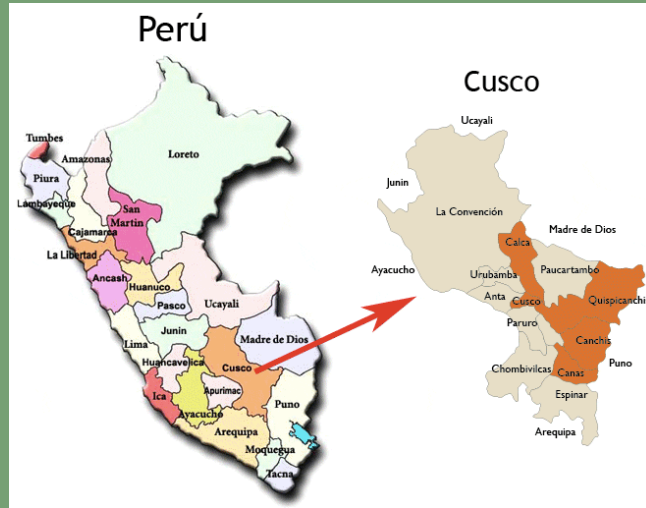 Perú
Tumbes
Amazonas
Loreto
Piura
Lambayeque
San
Martin
Cajamarca
La Libertad
Ancash
Huanuco
Pasco
Ucayali
Junin
Lima
Madre de Dios
Huancavelica
Cusco
Ica
Apurimac
Ayacucho
Puno
Arequipa
Moquegua
Tacna
Cusco
Ucayali
Junin
La Convención
Madre de Dios
Calca
Ayacucho
Urubamba
Paucartambo
Anta
Cusco
Quispicanchi
Paruro
Canchis
Puno
Chombivilcas
Canas
Espinar
Arequipa